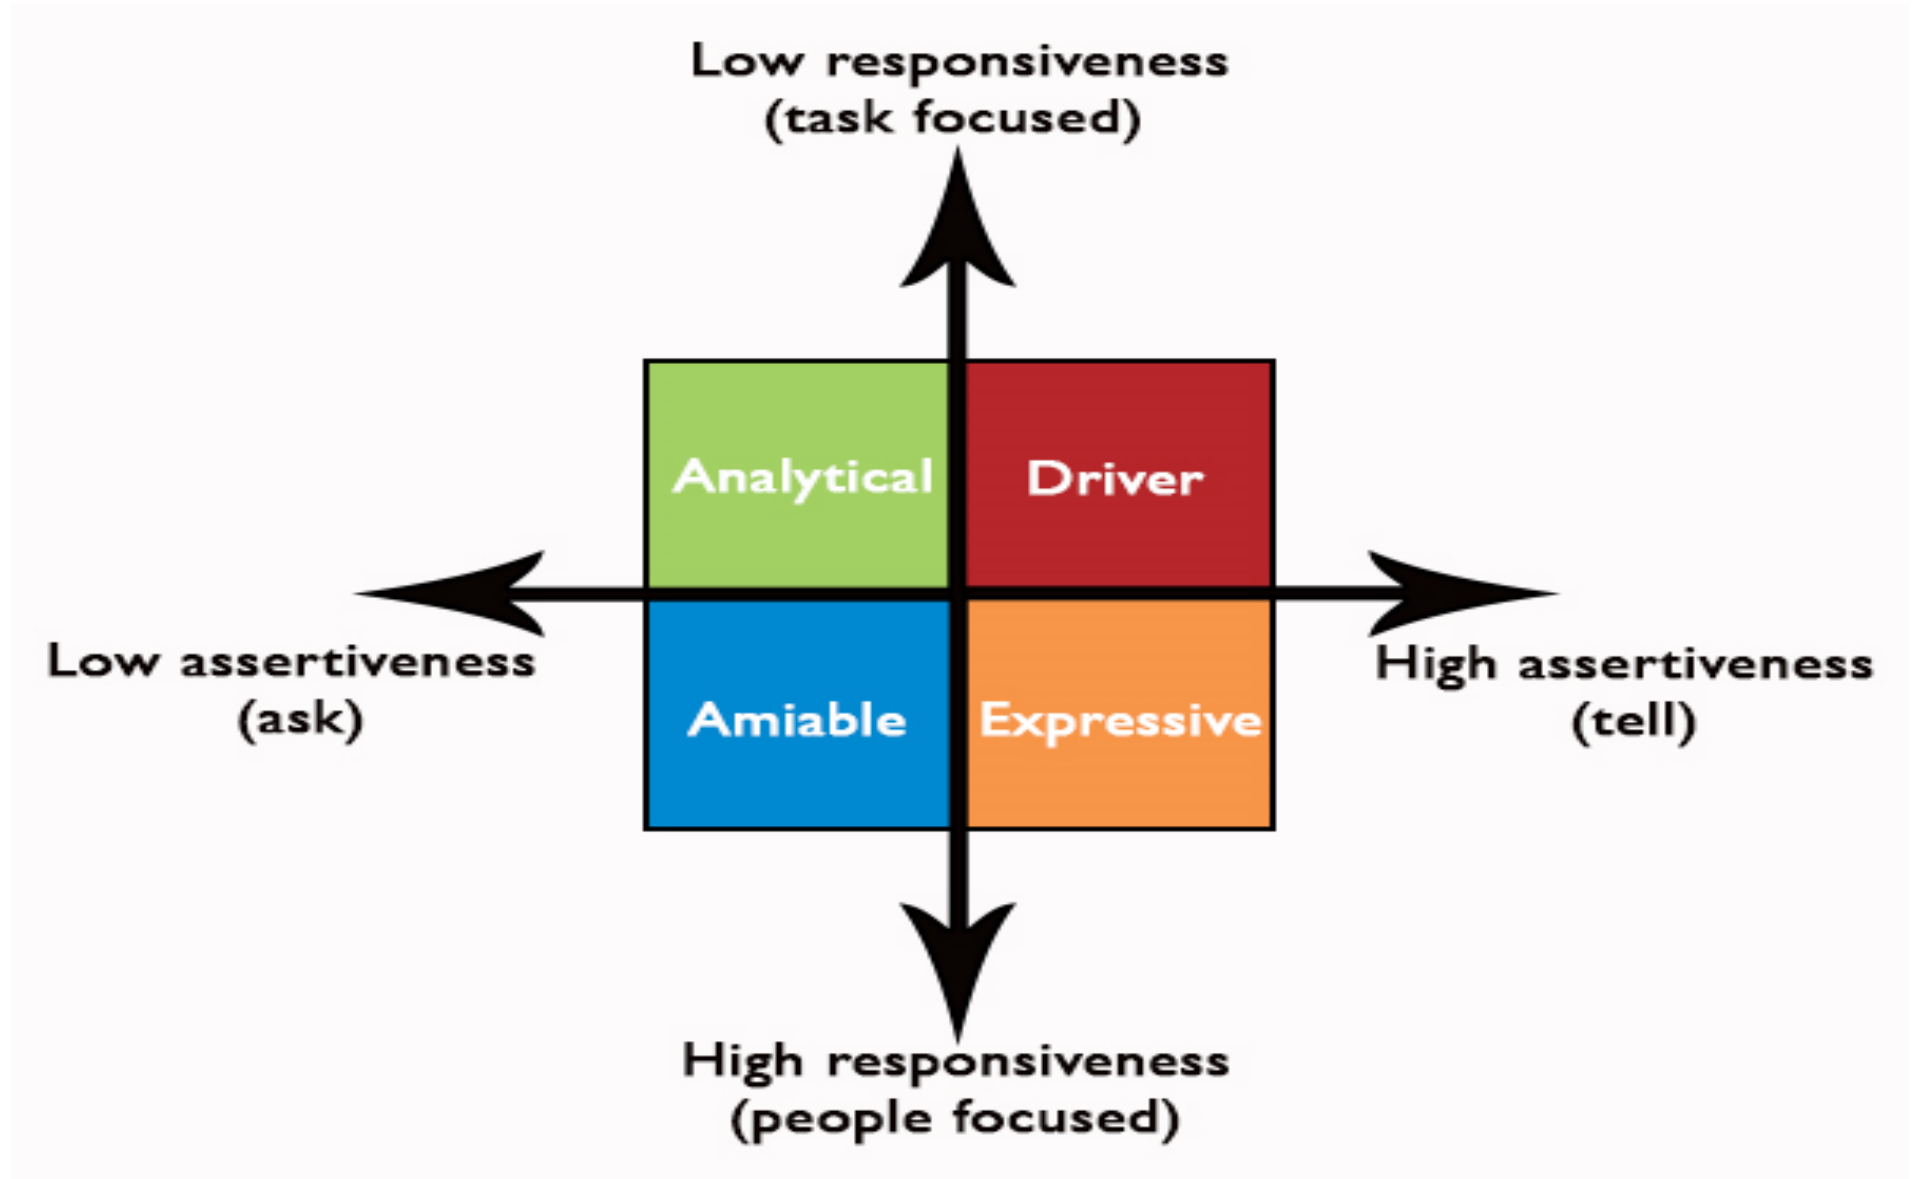 Low responsiveness
(task focused)
Analytical
Driver
Low assertiveness
(ask)
High assertiveness
(tell)
Amiable
Expressive
High responsiveness
(people focused)